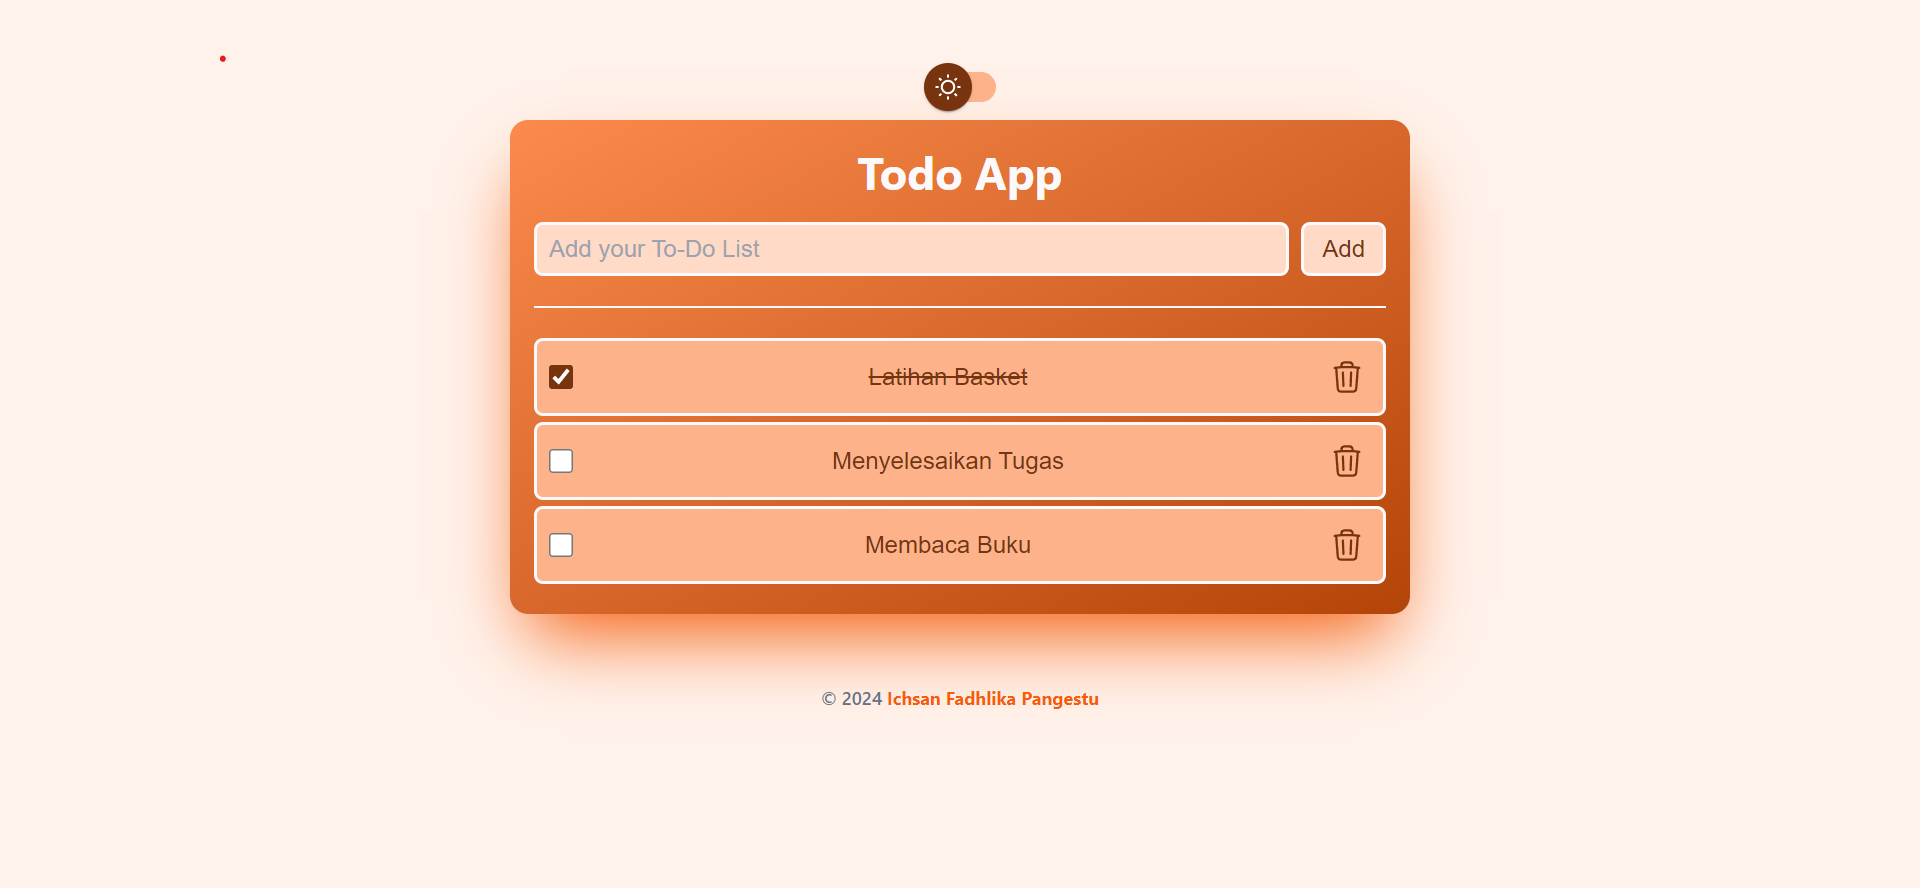 Todo App
Add your To-Do List
Add
Latihan Basket
Menyelesaikan Tugas
Membaca Buku
© 2024 Ichsan Fadhlika Pangestu